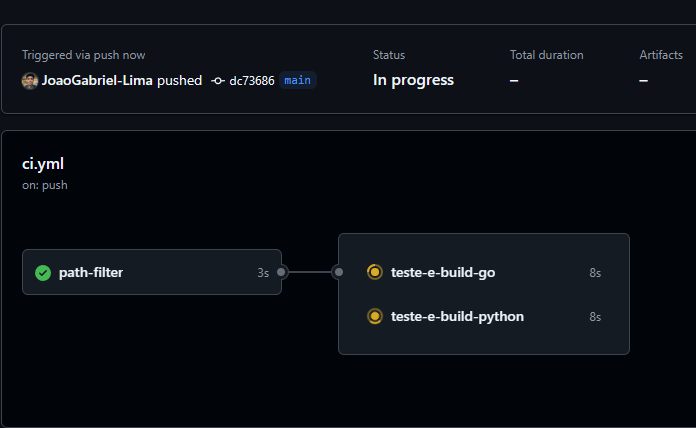 Triggered via push now
JoaoGabriel-Lima pushed dc73686 main
Status
In progress
Total duration
–
Artifacts
–
ci.yml
on: push
path-filter 3s
teste-e-build-go 8s
teste-e-build-python 8s